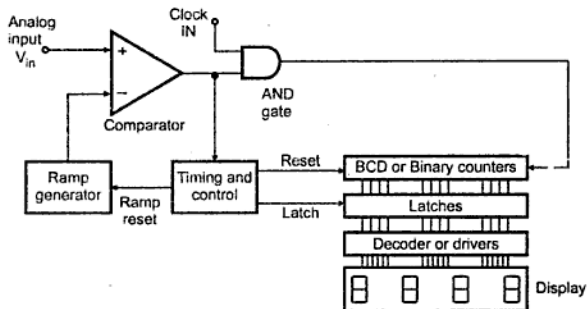 Analog
input
Vin
+
−
Clock
IN
Comparator
AND
gate
Ramp
generator
Ramp
reset
Timing and
control
Reset
Latch
BCD or Binary counters
Latches
Decoder or drivers
Display